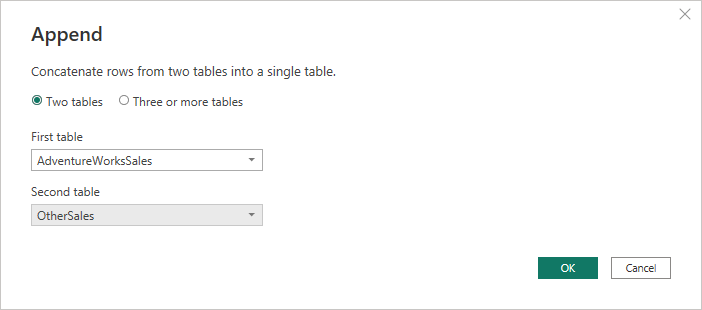 Append
Concatenate rows from two tables into a single table.
Two tables Three or more tables
First table
AdventureWorksSales
Second table
OtherSales
OK Cancel